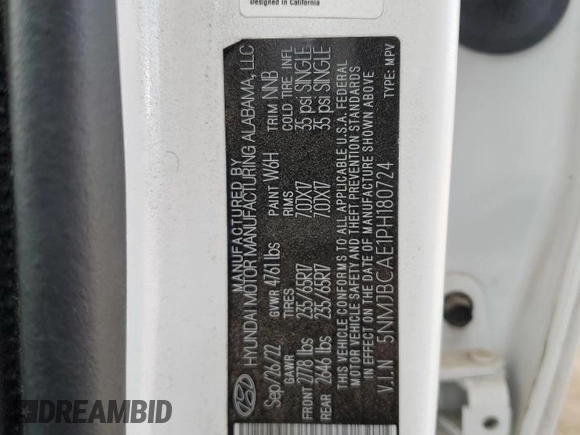 Designed in California
MANUFACTURED BY
HYUNDAI MOTOR MANUFACTURING ALABAMA, LLC
Sep/26/22 GVWR 4761lbs PAINT W6H TRIM NNB
GAWR TIRES RIMS COLD TIRE INFL
FRONT 2778 lbs 235/65R17 7.0JX17 35 psi SINGLE
REAR 2646 lbs 235/65R17 7.0JX17 35 psi SINGLE
THIS VEHICLE CONFORMS TO ALL APPLICABLE U.S.A. FEDERAL
MOTOR VEHICLE SAFETY AND THEFT PREVENTION STANDARDS
IN EFFECT ON THE DATE OF MANUFACTURE SHOWN ABOVE
V.I.N 5NMJBCAE1PH180724 TYPE: MPV
DREAMBID